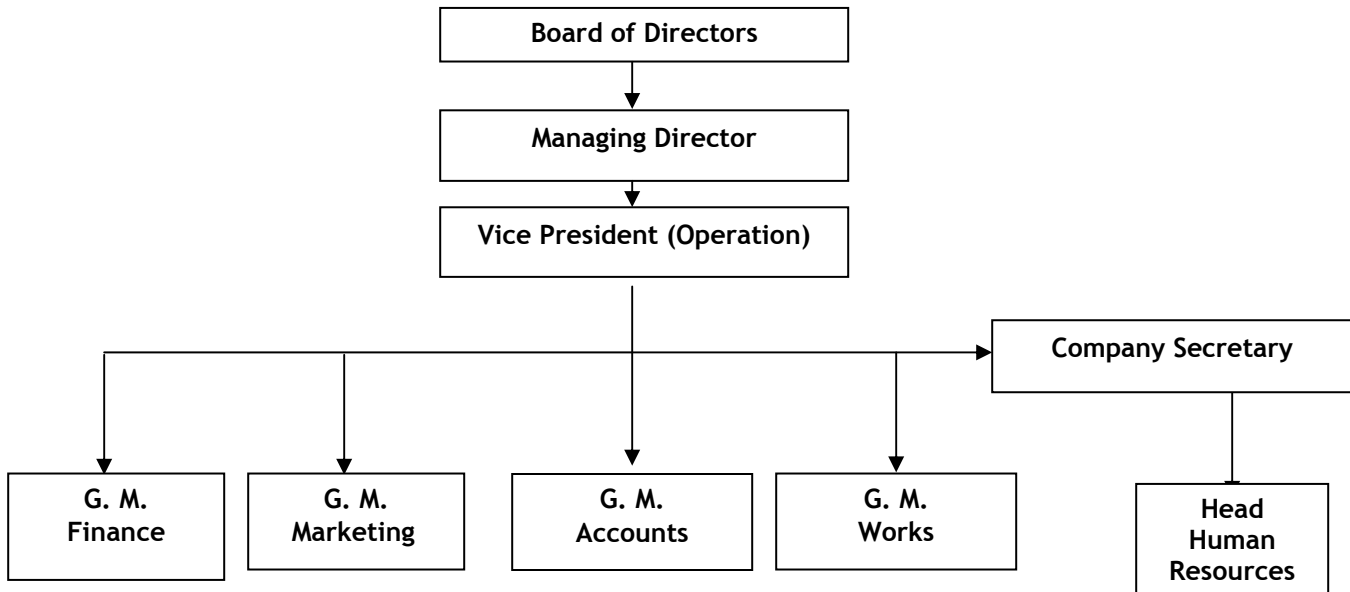 Board of Directors
Managing Director
Vice President (Operation)
Company Secretary
G. M.
Finance
G. M.
Marketing
G. M.
Accounts
G. M.
Works
Head
Human
Resources